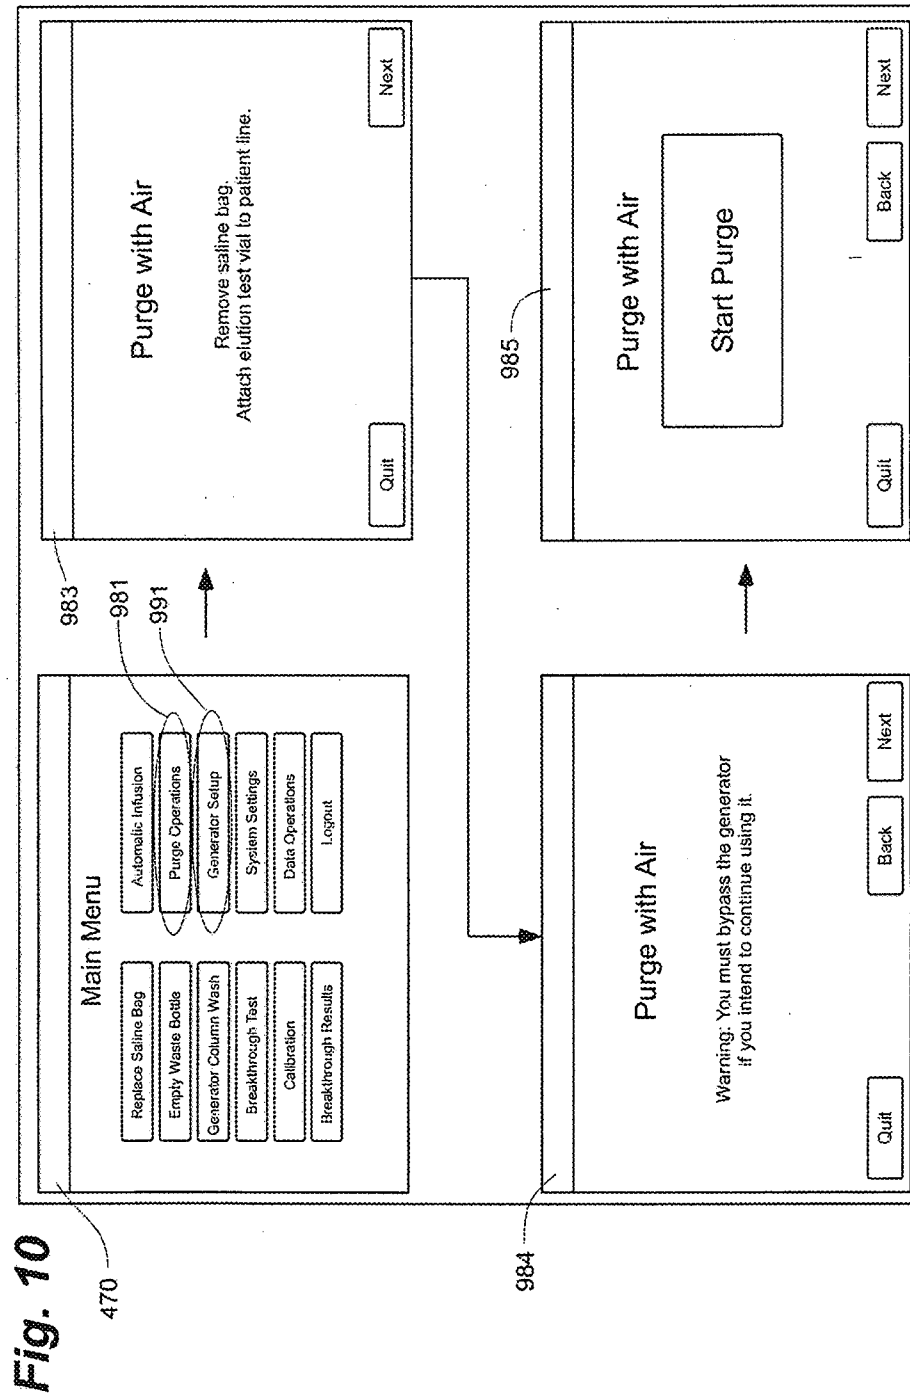 Fig. 10
470
Main Menu
Replace Saline Bag
Automatic Infusion
Empty Waste Bottle
Purge Operations
Generator Column Wash
Generator Setup
Breakthrough Test
System Settings
Calibration
Data Operations
Breakthrough Results
Logout
981
991
983
Purge with Air
Remove saline bag.
Attach elution test vial to patient line.
Quit
Next
984
Purge with Air
Warning: You must bypass the generator
if you intend to continue using it.
Quit
Back
Next
985
Purge with Air
Start Purge
Quit
Back
Next